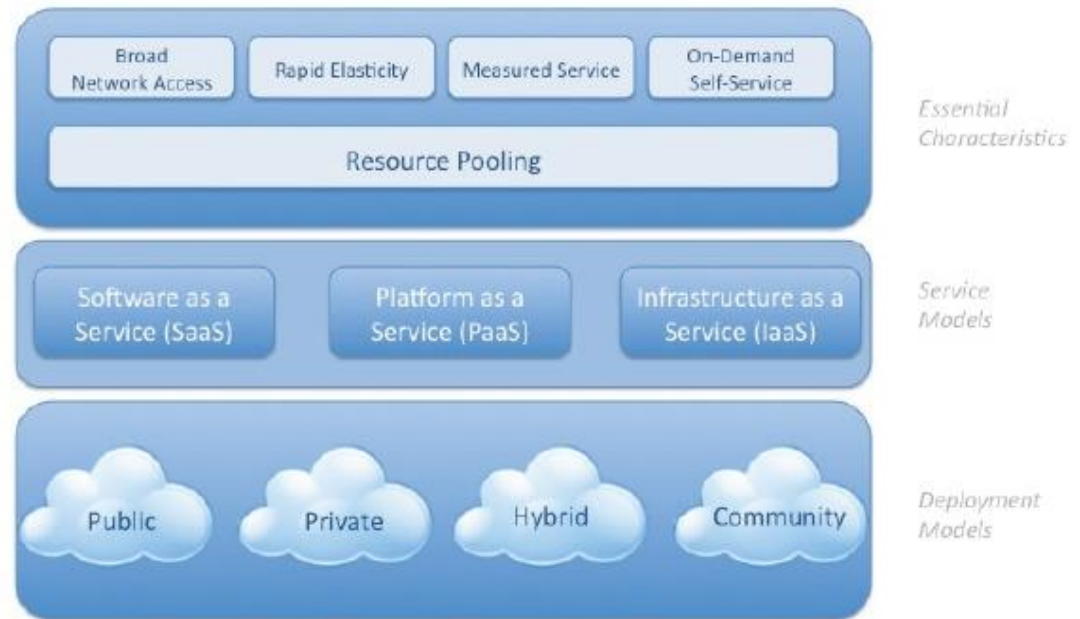 Broad
Network Access
Rapid Elasticity
Measured Service
On-Demand
Self-Service
Resource Pooling
Essential
Characteristics
Software as a
Service (SaaS)
Platform as a
Service (PaaS)
Infrastructure as a
Service (IaaS)
Service
Models
Public
Private
Hybrid
Community
Deployment
Models